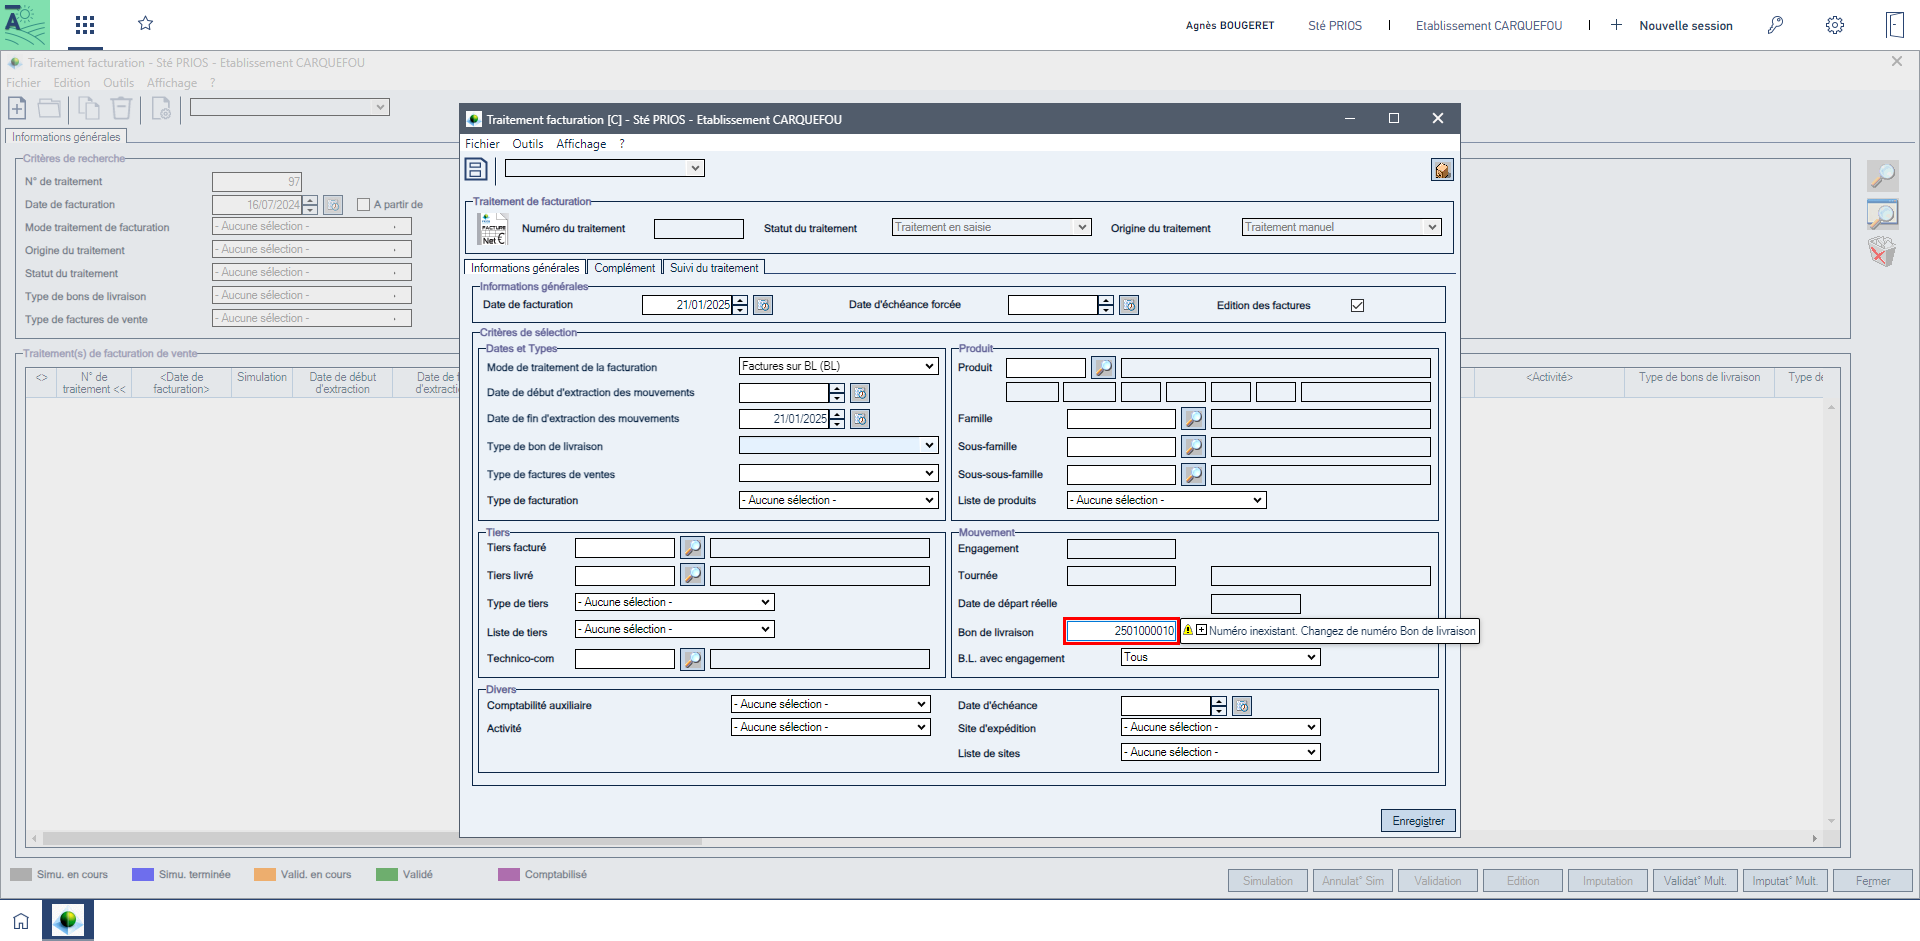 Agnès BOUGERET
Sté PRIOS
Etablissement CARQUEFOU
Nouvelle session
Traitement facturation - Sté PRIOS - Etablissement CARQUEFOU
Fichier Edition Outils Affichage ?
Informations générales
Critères de recherche
N° de traitement 97
Date de facturation 16/07/2024 A partir de
Mode traitement de facturation - Aucune sélection -
Origine du traitement - Aucune sélection -
Statut du traitement - Aucune sélection -
Type de bons de livraison - Aucune sélection -
Type de factures de vente - Aucune sélection -
Traitement(s) de facturation de vente
<> N° de traitement << <Date de facturation> Simulation Date de début d'extraction
<Activité> Type de bons de livraison
Traitement facturation [C] - Sté PRIOS - Etablissement CARQUEFOU
Fichier Outils Affichage ?
Traitement de facturation
FACTURE
Net €
Numéro du traitement Statut du traitement Traitement en saisie Origine du traitement Traitement manuel
Informations générales Complément Suivi du traitement
Informations générales
Date de facturation 21/01/2025 Date d'échéance forcée Edition des factures
Critères de sélection
Dates et Types
Mode de traitement de la facturation Factures sur BL (BL)
Date de début d'extraction des mouvements
Date de fin d'extraction des mouvements 21/01/2025
Type de bon de livraison
Type de factures de ventes
Type de facturation - Aucune sélection -
Produit
Produit
Famille
Sous-famille
Sous-sous-famille
Liste de produits - Aucune sélection -
Tiers
Tiers facturé
Tiers livré
Type de tiers - Aucune sélection -
Liste de tiers - Aucune sélection -
Technico-com
Mouvement
Engagement
Tournée
Date de départ réelle
Bon de livraison 2501000010 Numéro inexistant. Changez de numéro Bon de livraison
B.L. avec engagement Tous
Divers
Comptabilité auxiliaire - Aucune sélection -
Activité - Aucune sélection -
Date d'échéance
Site d'expédition - Aucune sélection -
Liste de sites - Aucune sélection -
Enregistrer
Simu. en cours Simu. terminée Valid. en cours Validé Comptabilisé
Simulation Annulat° Sim Validation Edition Imputation Validat° Mult. Imputat° Mult. Fermer